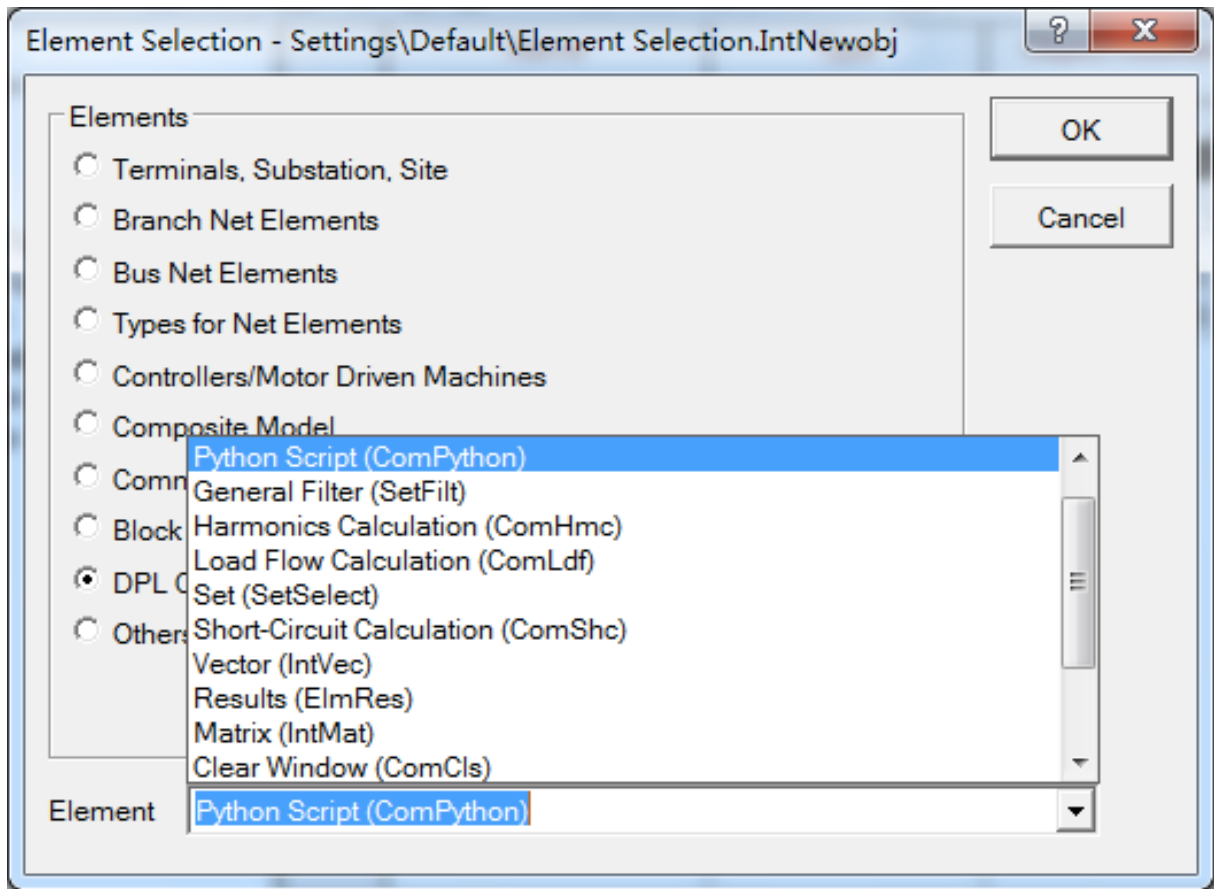 Element Selection - Settings\Default\Element Selection.IntNewobj
Elements
OK
Cancel
Terminals, Substation, Site
Branch Net Elements
Bus Net Elements
Types for Net Elements
Controllers/Motor Driven Machines
Composite Model
Block
DPL
Python Script (ComPython)
General Filter (SetFilt)
Harmonics Calculation (ComHmc)
Load Flow Calculation (ComLdf)
Set (SetSelect)
Short-Circuit Calculation (ComShc)
Vector (IntVec)
Results (ElmRes)
Matrix (IntMat)
Clear Window (ComCls)
Others
Element
Python Script (ComPython)